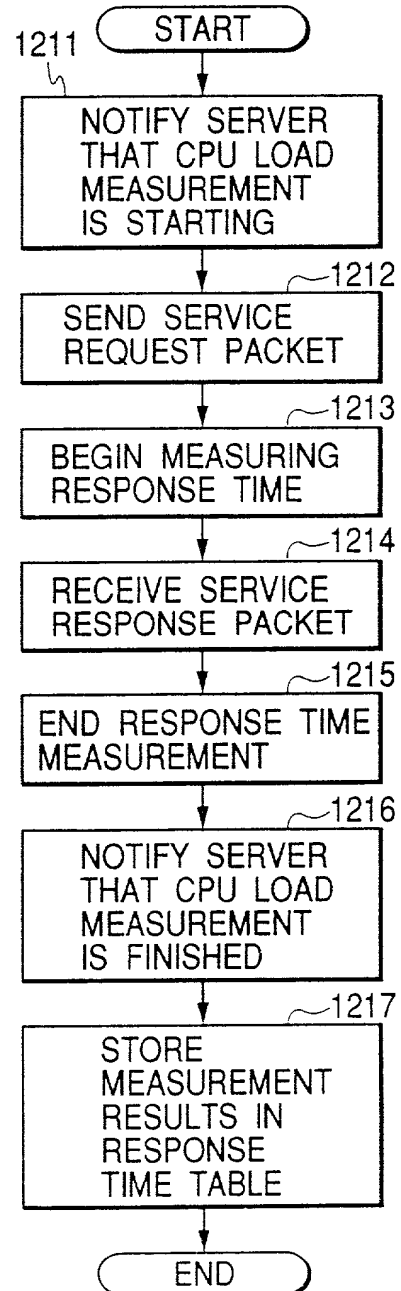 START
1211
NOTIFY SERVER
THAT CPU LOAD
MEASUREMENT
IS STARTING
1212
SEND SERVICE
REQUEST PACKET
1213
BEGIN MEASURING
RESPONSE TIME
1214
RECEIVE SERVICE
RESPONSE PACKET
1215
END RESPONSE TIME
MEASUREMENT
1216
NOTIFY SERVER
THAT CPU LOAD
MEASUREMENT
IS FINISHED
1217
STORE
MEASUREMENT
RESULTS IN
RESPONSE
TIME TABLE
END